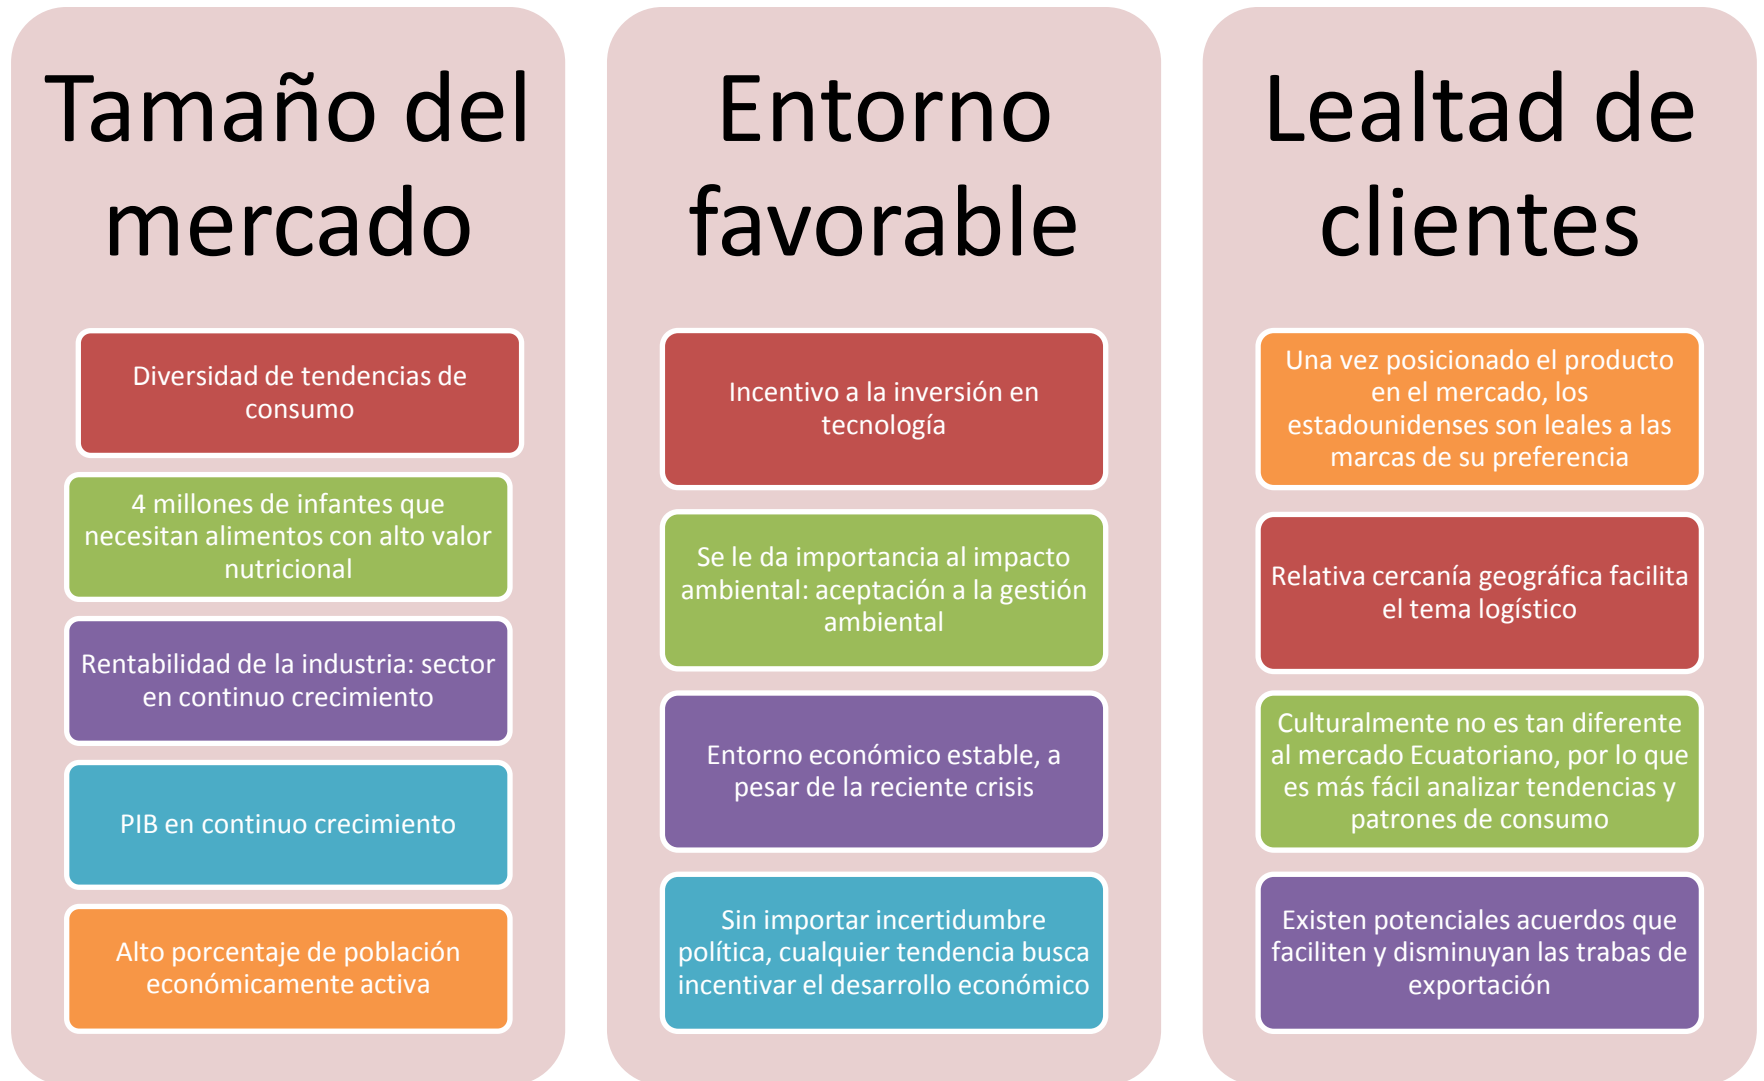 Tamaño del
mercado
Diversidad de tendencias de
consumo
4 millones de infantes que
necesitan alimentos con alto valor
nutricional
Rentabilidad de la industria: sector
en continuo crecimiento
PIB en continuo crecimiento
Alto porcentaje de población
económicamente activa
Entorno
favorable
Incentivo a la inversión en
tecnología
Se le da importancia al impacto
ambiental: aceptación a la gestión
ambiental
Entorno económico estable, a
pesar de la reciente crisis
Sin importar incertidumbre
política, cualquier tendencia busca
incentivar el desarrollo económico
Lealtad de
clientes
Una vez posicionado el producto
en el mercado, los
estadounidenses son leales a las
marcas de su preferencia
Relativa cercanía geográfica facilita
el tema logístico
Culturalmente no es tan diferente
al mercado Ecuatoriano, por lo que
es más fácil analizar tendencias y
patrones de consumo
Existen potenciales acuerdos que
faciliten y disminuyan las trabas de
exportación